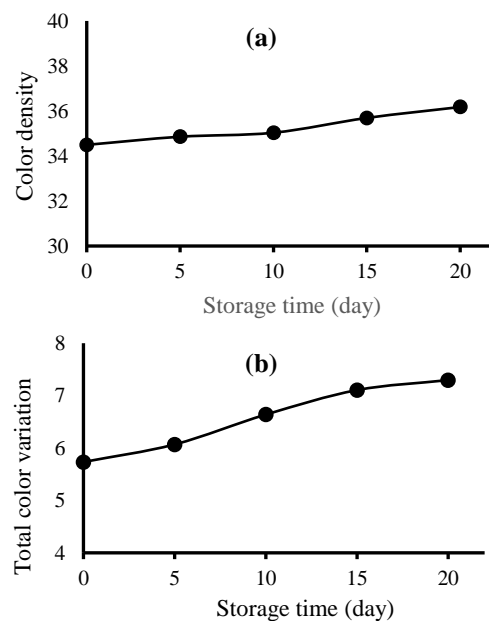 (a)
Color density
40
38
36
34
32
30
0 5 10 15 20
Storage time (day)
(b)
Total color variation
8
7
6
5
4
0 5 10 15 20
Storage time (day)